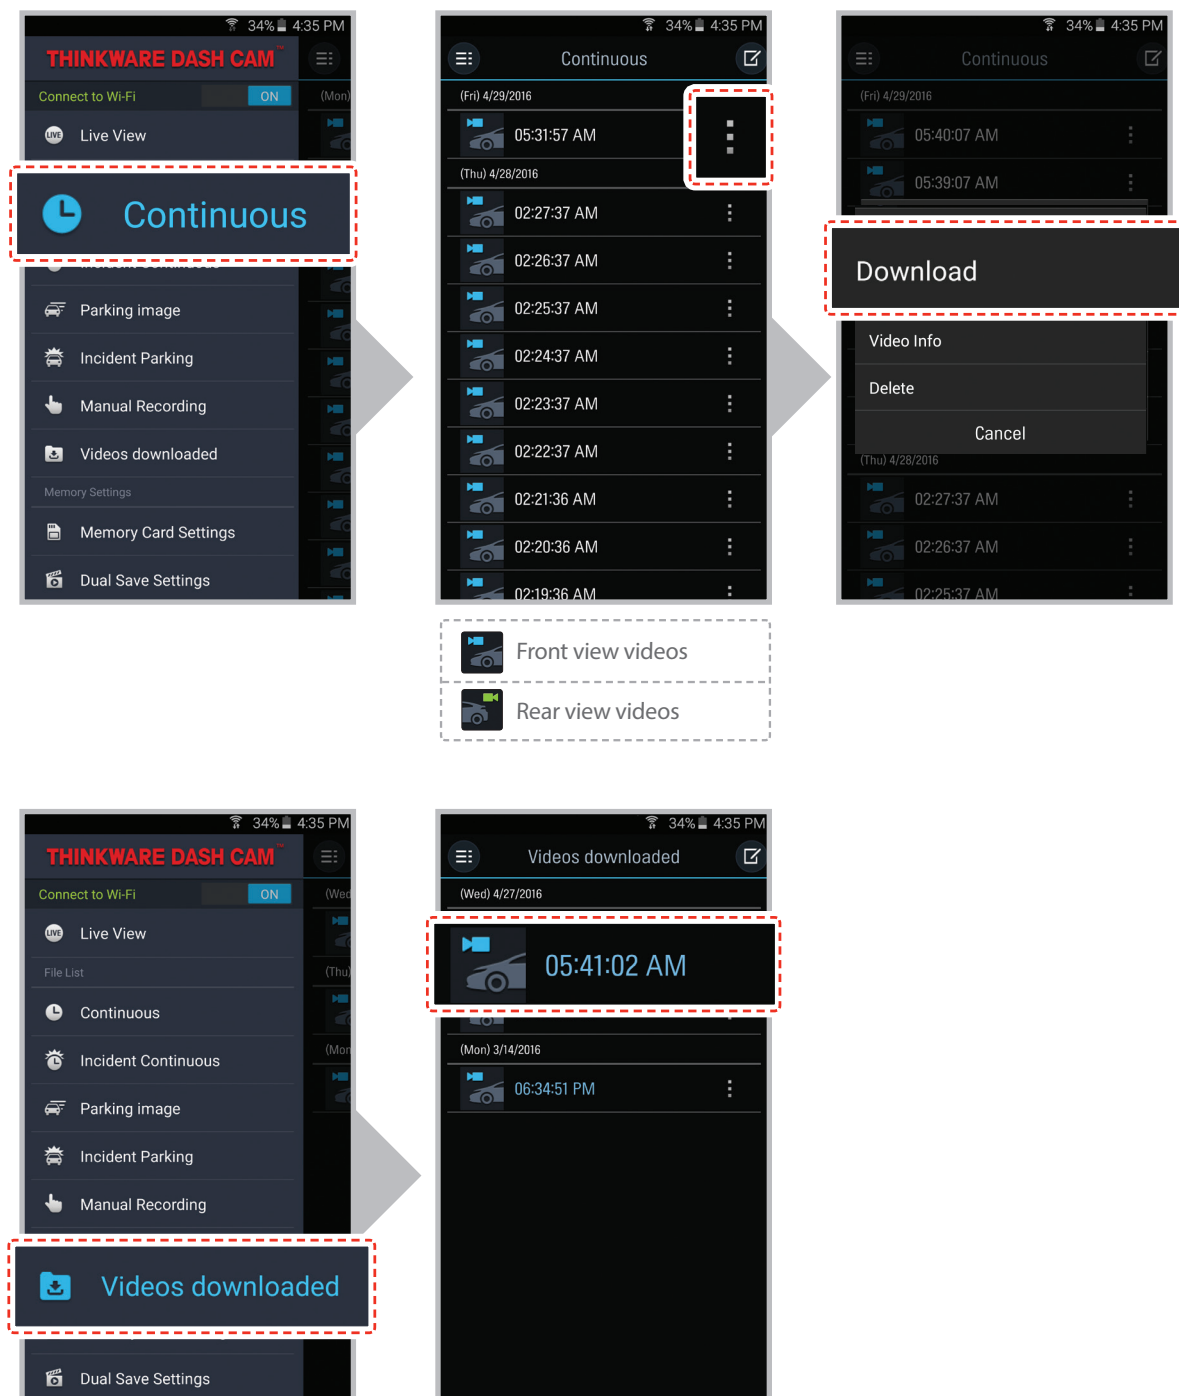 34% 4:35 PM
THINKWARE DASH CAM™
Connect to Wi-Fi ON
(Mon)
LIVE Live View
Continuous
Incident Continuous
Parking image
Incident Parking
Manual Recording
Videos downloaded
Memory Settings
Memory Card Settings
Dual Save Settings
34% 4:35 PM
Continuous
(Fri) 4/29/2016
05:31:57 AM
(Thu) 4/28/2016
02:27:37 AM
02:26:37 AM
02:25:37 AM
02:24:37 AM
02:23:37 AM
02:22:37 AM
02:21:36 AM
02:20:36 AM
02:19:36 AM
Front view videos
Rear view videos
34% 4:35 PM
Continuous
(Fri) 4/29/2016
05:40:07 AM
05:39:07 AM
Download
Video Info
Delete
Cancel
(Thu) 4/28/2016
02:27:37 AM
02:26:37 AM
02:25:37 AM
34% 4:35 PM
THINKWARE DASH CAM™
Connect to Wi-Fi ON
(Wed
LIVE Live View
File List
(Thu)
Continuous
Incident Continuous
(Mon
Parking image
Incident Parking
Manual Recording
Videos downloaded
Dual Save Settings
34% 4:35 PM
Videos downloaded
(Wed) 4/27/2016
05:41:02 AM
(Mon) 3/14/2016
06:34:51 PM